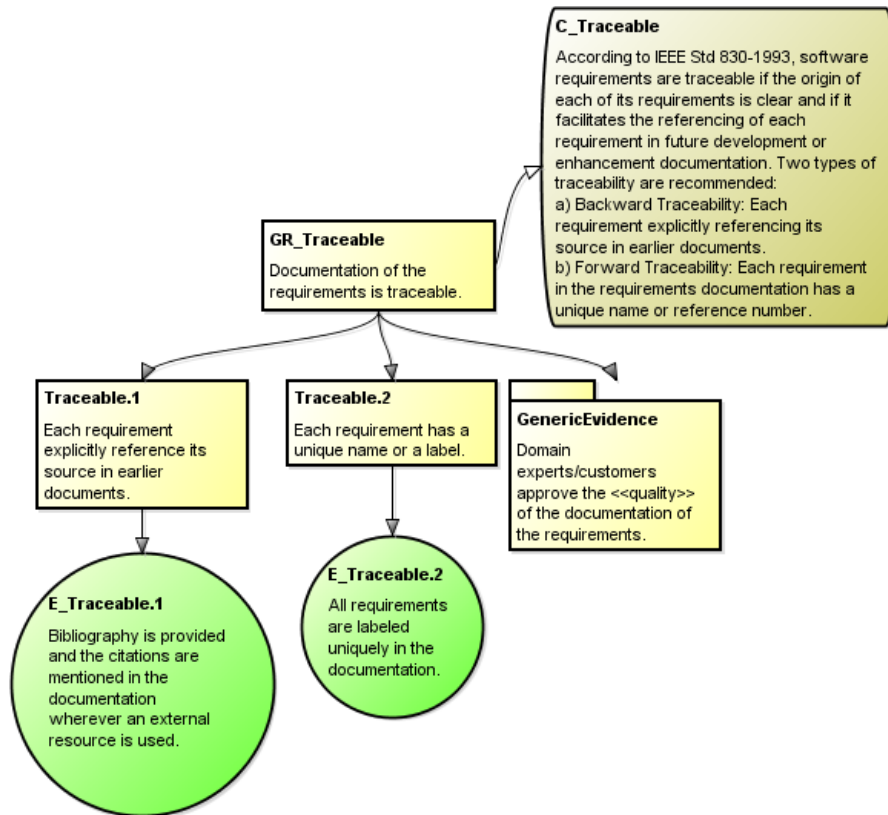 C_Traceable
According to IEEE Std 830-1993, software
requirements are traceable if the origin of
each of its requirements is clear and if it
facilitates the referencing of each
requirement in future development or
enhancement documentation. Two types of
traceability are recommended:
a) Backward Traceability: Each
requirement explicitly referencing its
source in earlier documents.
b) Forward Traceability: Each requirement
in the requirements documentation has a
unique name or reference number.
GR_Traceable
Documentation of the
requirements is traceable.
Traceable.1
Each requirement
explicitly reference its
source in earlier
documents.
Traceable.2
Each requirement has a
unique name or a label.
GenericEvidence
Domain
experts/customers
approve the <<quality>>
of the documentation of
the requirements.
E_Traceable.1
Bibliography is provided
and the citations are
mentioned in the
documentation
wherever an external
resource is used.
E_Traceable.2
All requirements
are labeled
uniquely in the
documentation.